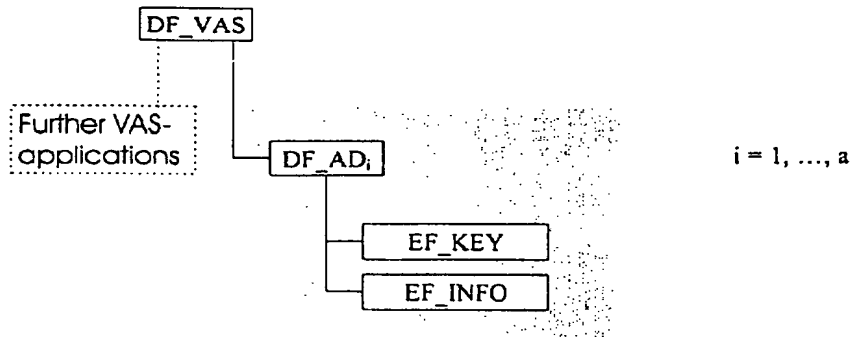 DF_VAS
Further VAS-
applications
DF_ADi
i = 1, ..., a
EF_KEY
EF_INFO